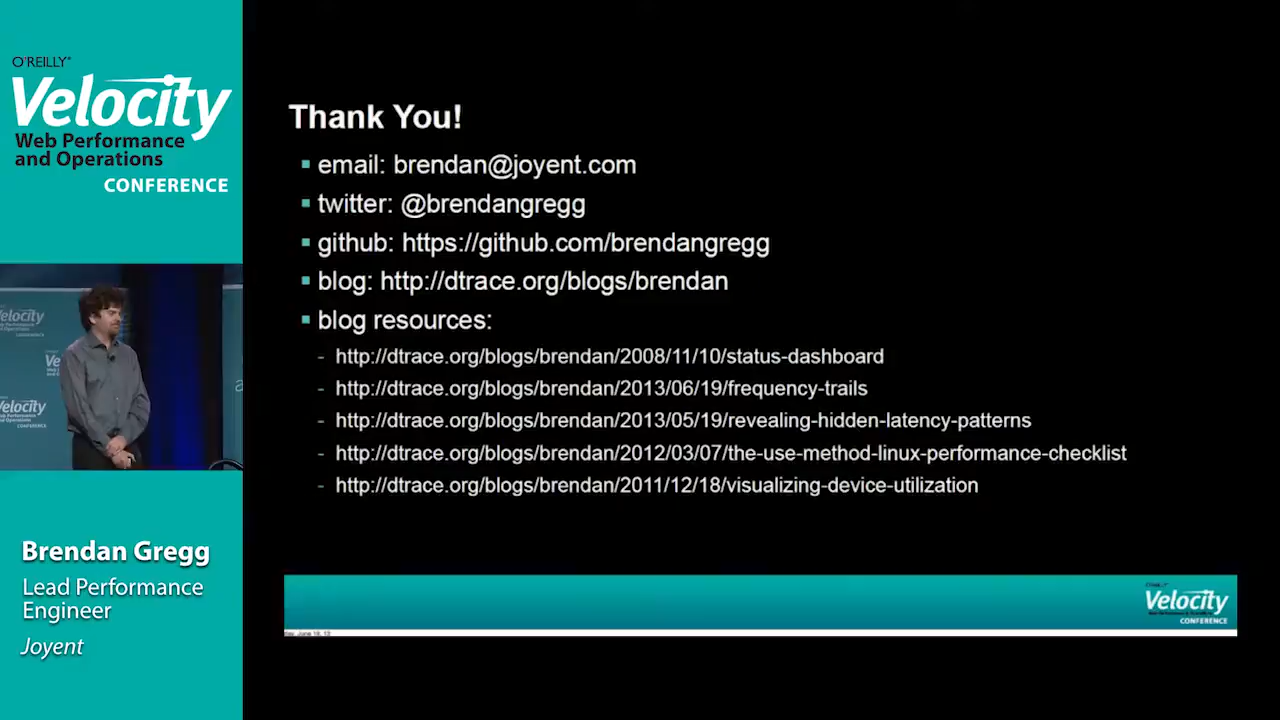 O'REILLY®
Velocity
Web Performance
and Operations
CONFERENCE
Brendan Gregg
Lead Performance
Engineer
Joyent
Thank You!
▪ email: brendan@joyent.com
▪ twitter: @brendangregg
▪ github: https://github.com/brendangregg
▪ blog: http://dtrace.org/blogs/brendan
▪ blog resources:
- http://dtrace.org/blogs/brendan/2008/11/10/status-dashboard
- http://dtrace.org/blogs/brendan/2013/06/19/frequency-trails
- http://dtrace.org/blogs/brendan/2013/05/19/revealing-hidden-latency-patterns
- http://dtrace.org/blogs/brendan/2012/03/07/the-use-method-linux-performance-checklist
- http://dtrace.org/blogs/brendan/2011/12/18/visualizing-device-utilization
O'REILLY
Velocity
CONFERENCE